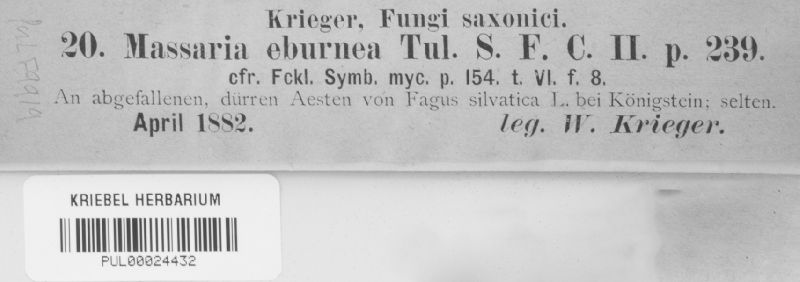 Krieger, Fungi saxonici.
20. Massaria eburnea Tul. S. F. C. II. p. 239.
cfr. Fckl. Symb. myc. p. 154. t. VI. f. 8.
An abgefallenen, dürren Aesten von Fagus silvatica L. bei Königstein; selten.
April 1882.
leg. W. Krieger.
KRIEBEL HERBARIUM
PUL00024432